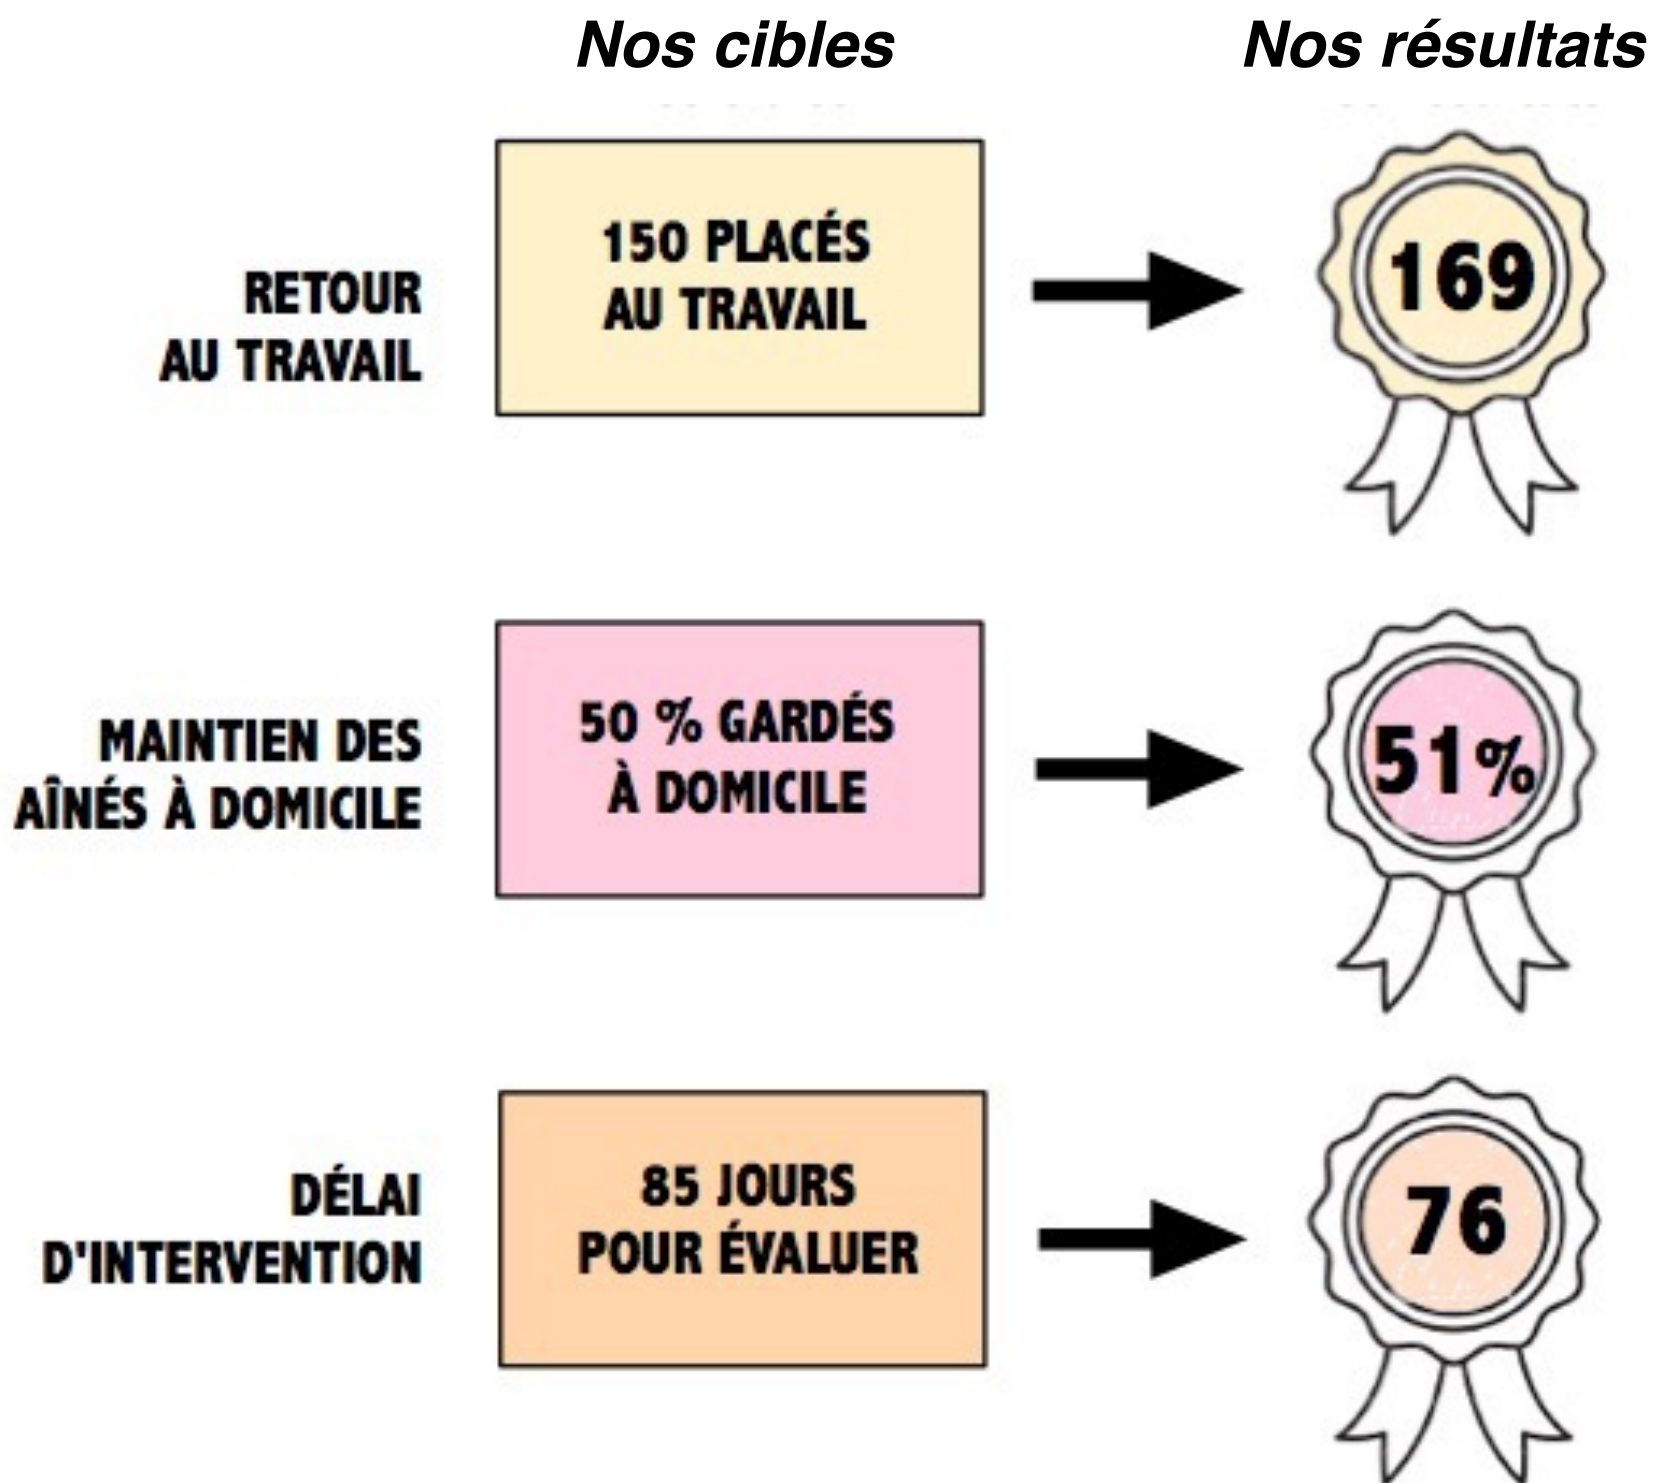 Nos cibles
Nos résultats
RETOUR
AU TRAVAIL
150 PLACÉS
AU TRAVAIL
169
MAINTIEN DES
AÎNÉS À DOMICILE
50 % GARDÉS
À DOMICILE
51%
DÉLAI
D'INTERVENTION
85 JOURS
POUR ÉVALUER
76